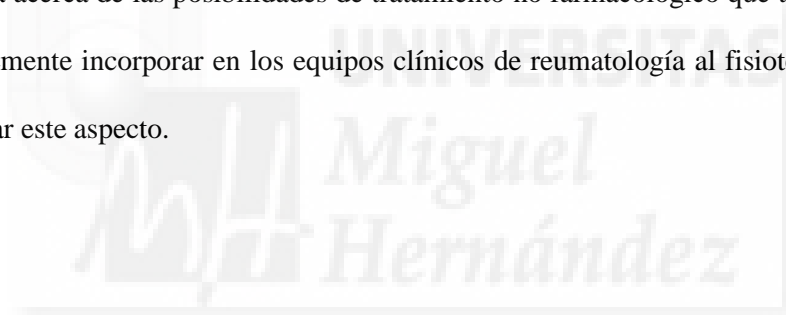 acerca de las posibilidades de tratamiento no farmacológico que
mente incorporar en los equipos clínicos de reumatología al fisiot
ar este aspecto.
UNIVERSITAS
Miguel
Hernández